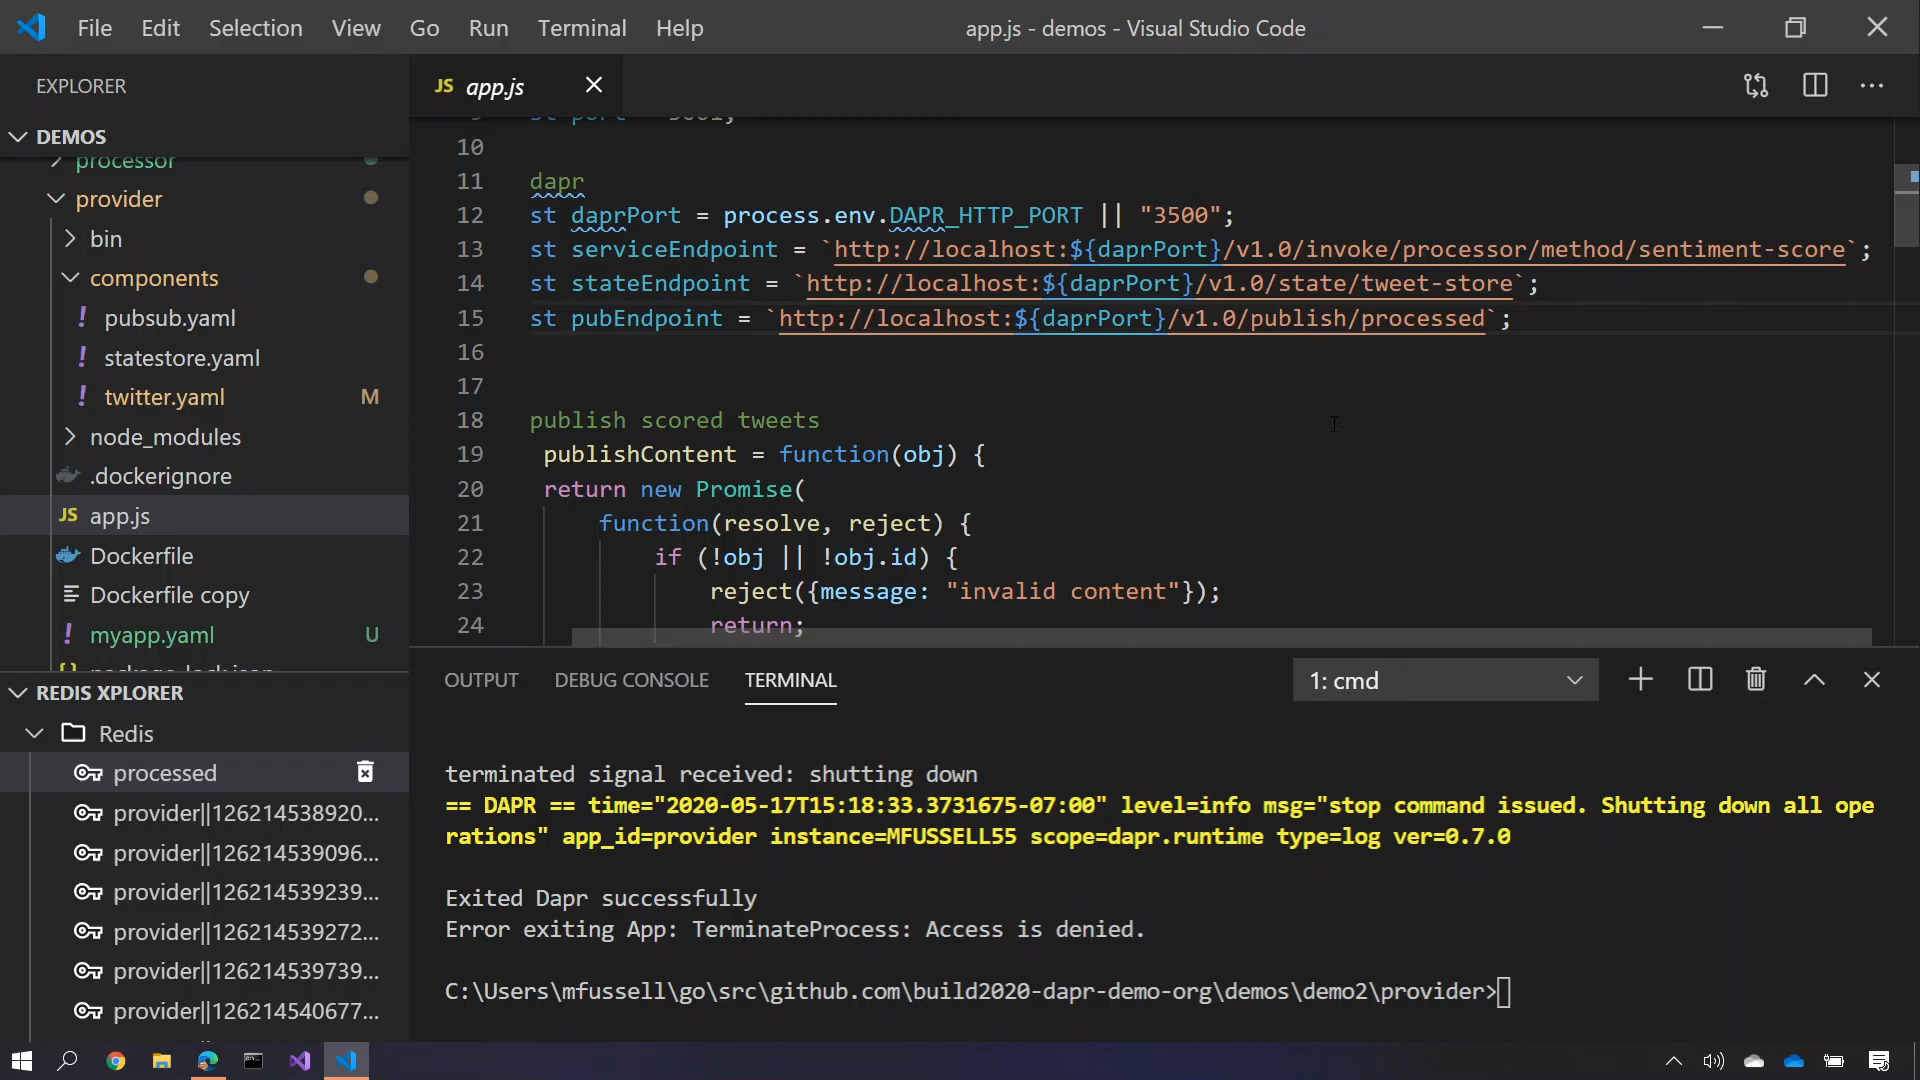 File Edit Selection View Go Run Terminal Help
app.js - demos - Visual Studio Code
EXPLORER
JS app.js
DEMOS
processor
provider
bin
components
! pubsub.yaml
! statestore.yaml
! twitter.yaml M
node_modules
.dockerignore
JS app.js
Dockerfile
Dockerfile copy
! myapp.yaml U
package-lock.json
REDIS XPLORER
Redis
processed
provider||126214538920...
provider||126214539096...
provider||126214539239...
provider||126214539272...
provider||126214539739...
provider||126214540677...
10
11 dapr
12 st daprPort = process.env.DAPR_HTTP_PORT || "3500";
13 st serviceEndpoint = `http://localhost:${daprPort}/v1.0/invoke/processor/method/sentiment-score`;
14 st stateEndpoint = `http://localhost:${daprPort}/v1.0/state/tweet-store`;
15 st pubEndpoint = `http://localhost:${daprPort}/v1.0/publish/processed`;
16
17
18 publish scored tweets
19 publishContent = function(obj) {
20 return new Promise(
21 function(resolve, reject) {
22 if (!obj || !obj.id) {
23 reject({message: "invalid content"});
24 return;
OUTPUT DEBUG CONSOLE TERMINAL
1: cmd
terminated signal received: shutting down
== DAPR == time="2020-05-17T15:18:33.3731675-07:00" level=info msg="stop command issued. Shutting down all ope
rations" app_id=provider instance=MFUSSELL55 scope=dapr.runtime type=log ver=0.7.0
Exited Dapr successfully
Error exiting App: TerminateProcess: Access is denied.
C:\Users\mfussell\go\src\github.com\build2020-dapr-demo-org\demos\demo2\provider>